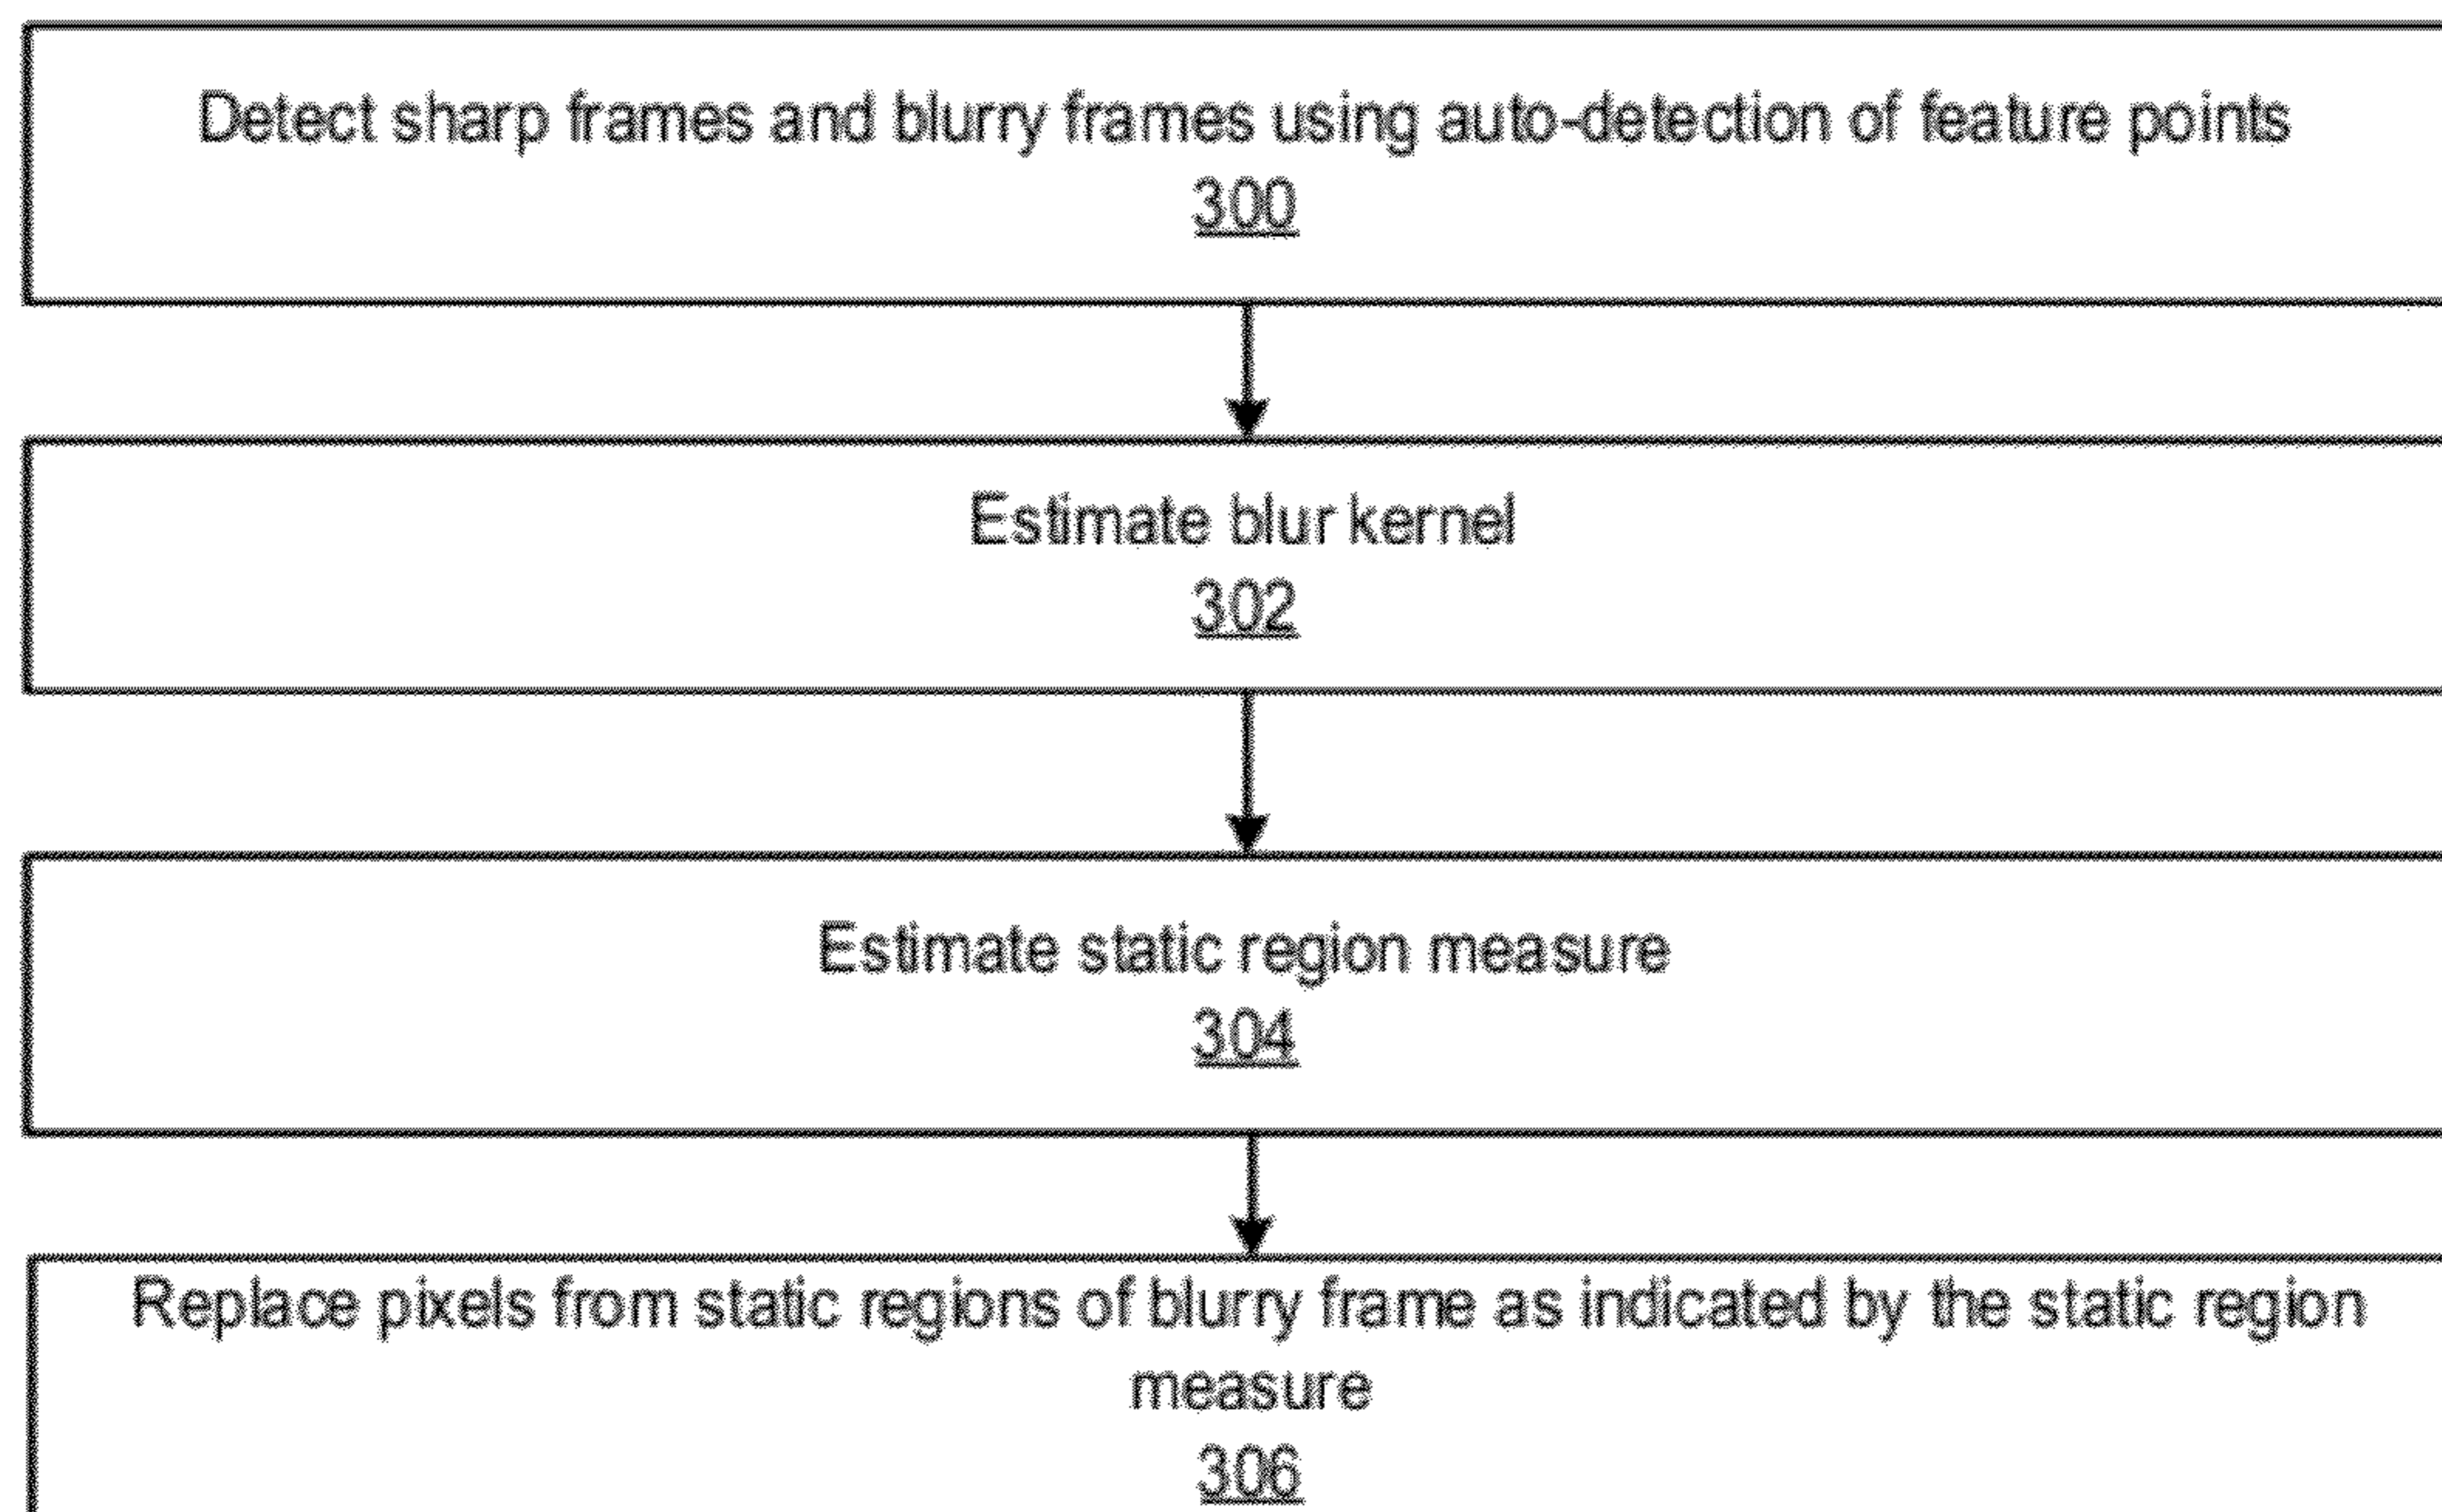 Detect sharp frames and blurry frames using auto-detection of feature points
300
Estimate blur kernel
302
Estimate static region measure
304
Replace pixels from static regions of blurry frame as indicated by the static region
measure
306